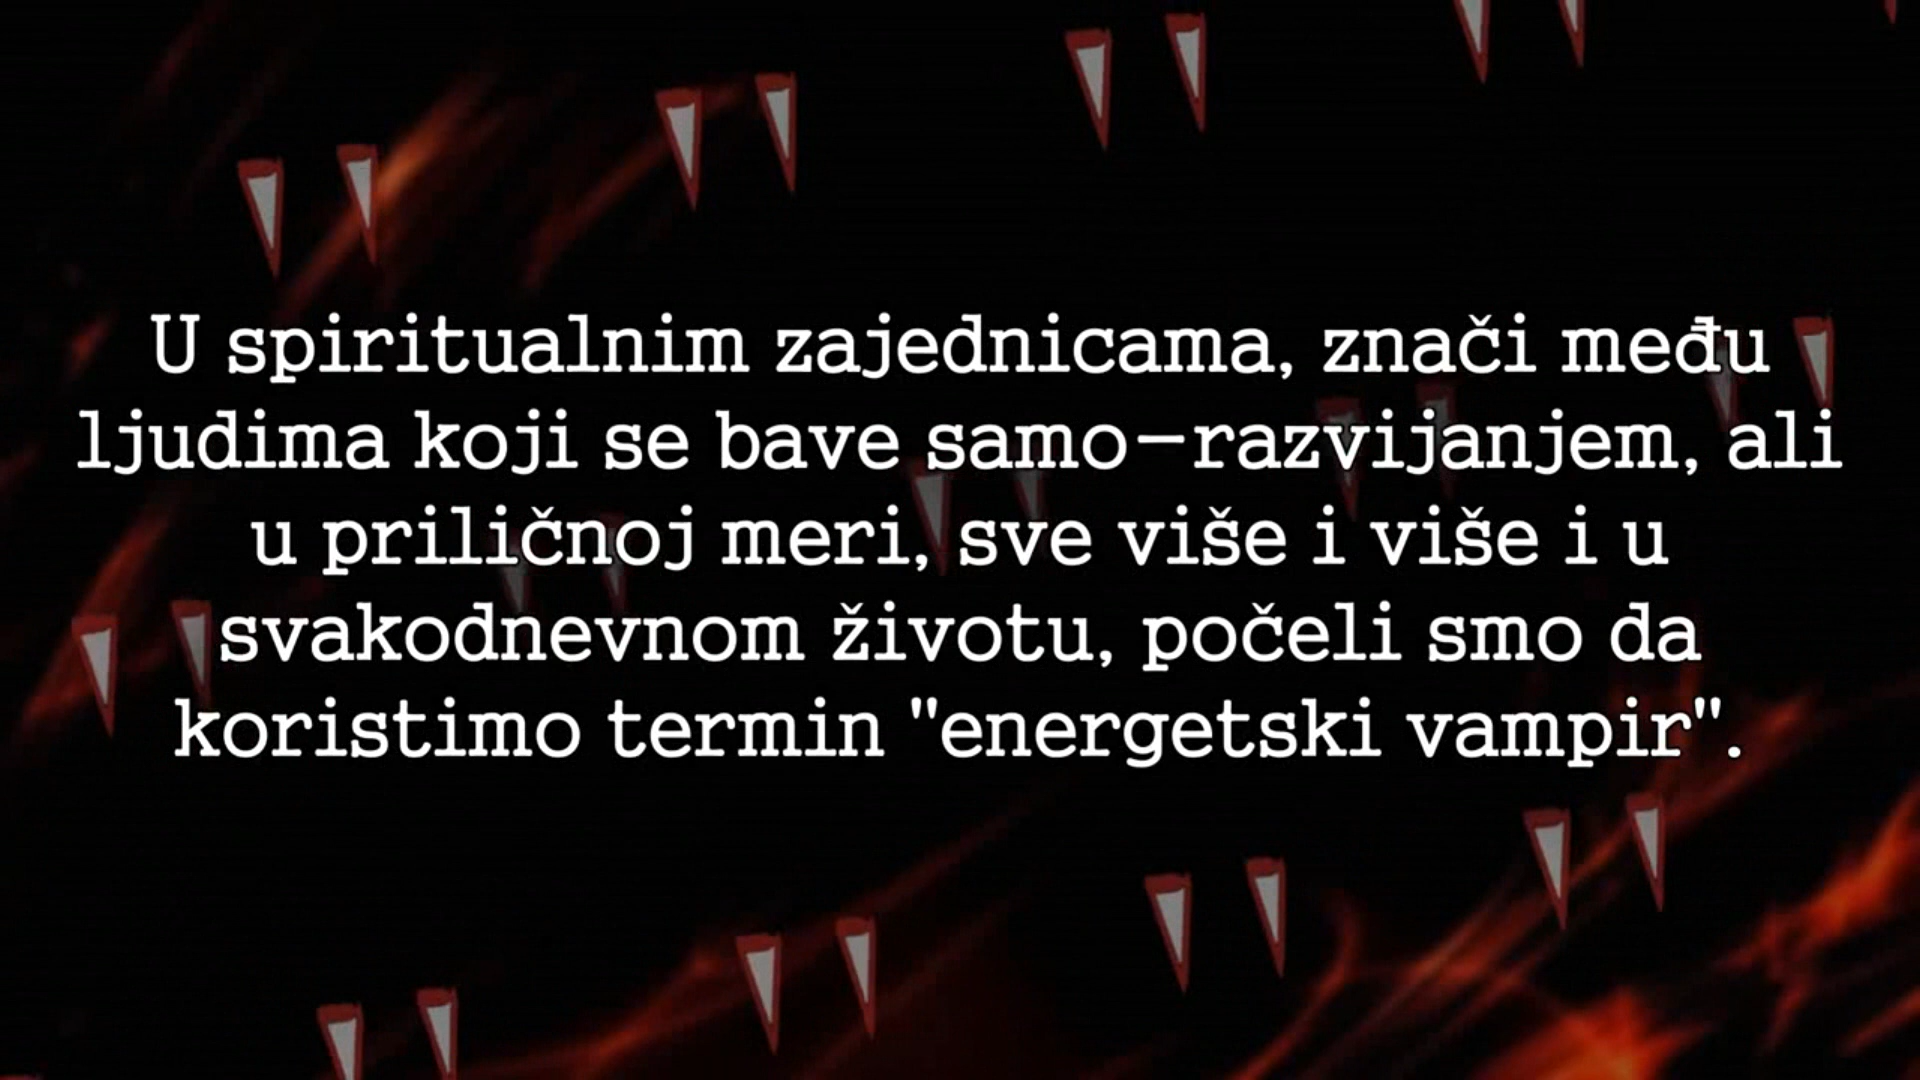 U spiritualnim zajednicama, znači među
ljudima koji se bave samo-razvijanjem, ali
u priličnoj meri, sve više i više i u
svakodnevnom životu, počeli smo da
koristimo termin "energetski vampir".